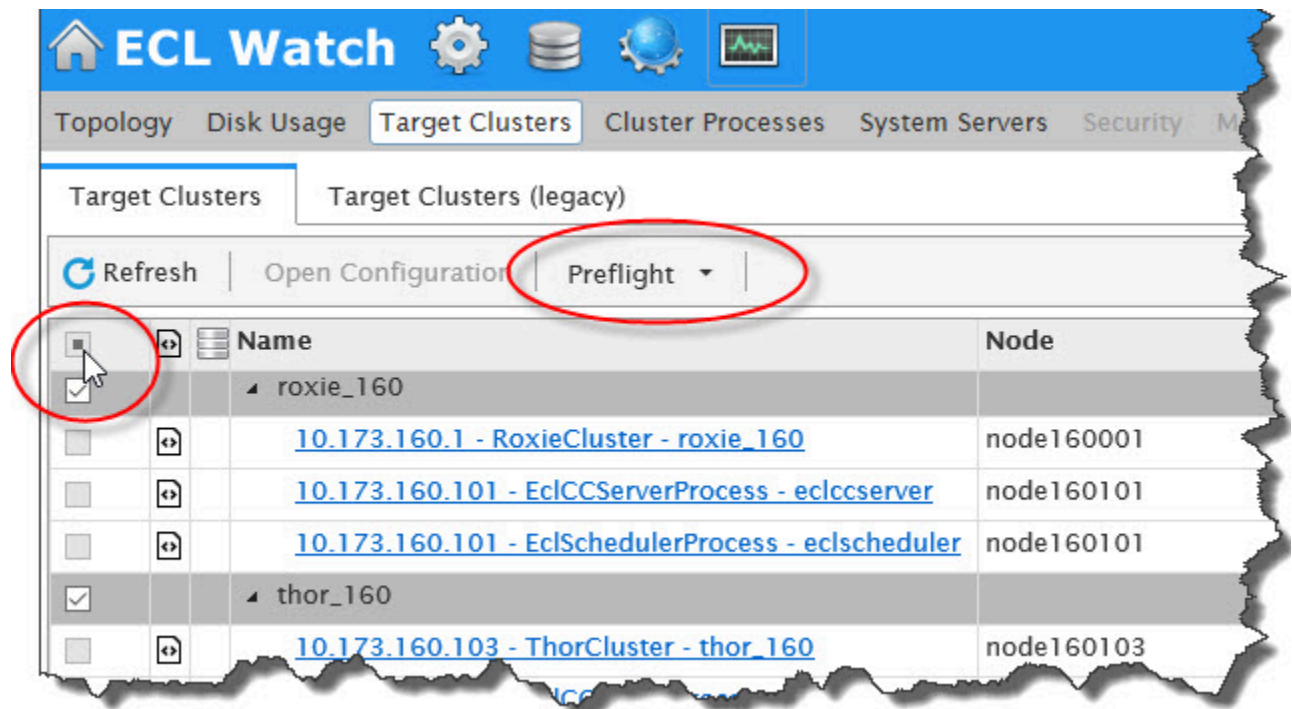 ECL Watch
Topology Disk Usage Target Clusters Cluster Processes System Servers Security
Target Clusters Target Clusters (legacy)
Refresh Open Configuration Preflight
Name Node
roxie_160
10.173.160.1 - RoxieCluster - roxie_160 node160001
10.173.160.101 - EclCCServerProcess - eclccserver node160101
10.173.160.101 - EclSchedulerProcess - eclscheduler node160101
thor_160
10.173.160.103 - ThorCluster - thor_160 node160103